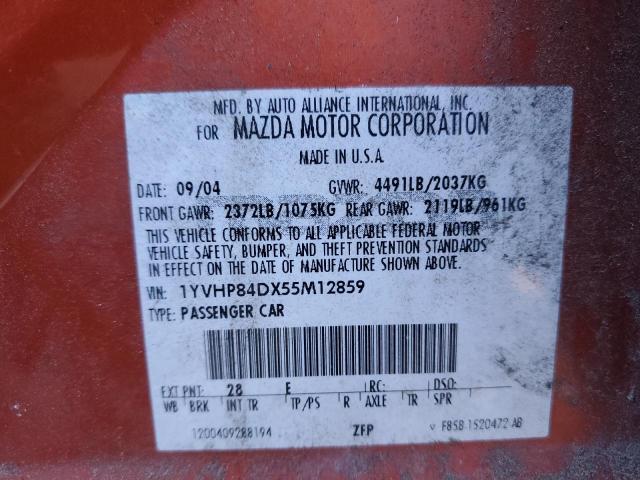 MFD. BY AUTO ALLIANCE INTERNATIONAL, INC.
FOR MAZDA MOTOR CORPORATION
MADE IN U.S.A
DATE: 09/04 GVWR: 4491LB/2037KG
FRONT GAWR: 2372LB/1075KG REAR GAWR: 2119LB/961KG
THIS VEHICLE CONFORMS TO ALL APPLICABLE FEDERAL MOTOR
VEHICLE SAFETY, BUMPER, AND THEFT PREVENTION STANDARDS
IN EFFECT ON THE DATE OF MANUFACTURE SHOWN ABOVE.
VIN: 1YVHP84DX55M12859
TYPE: PASSENGER CAR
EXT PNT: 28 E RC: DSO:
WB BRK INT TR TP/PS R AXLE TR SPR
1200409288194 ZFP V F85B 1520472 AB